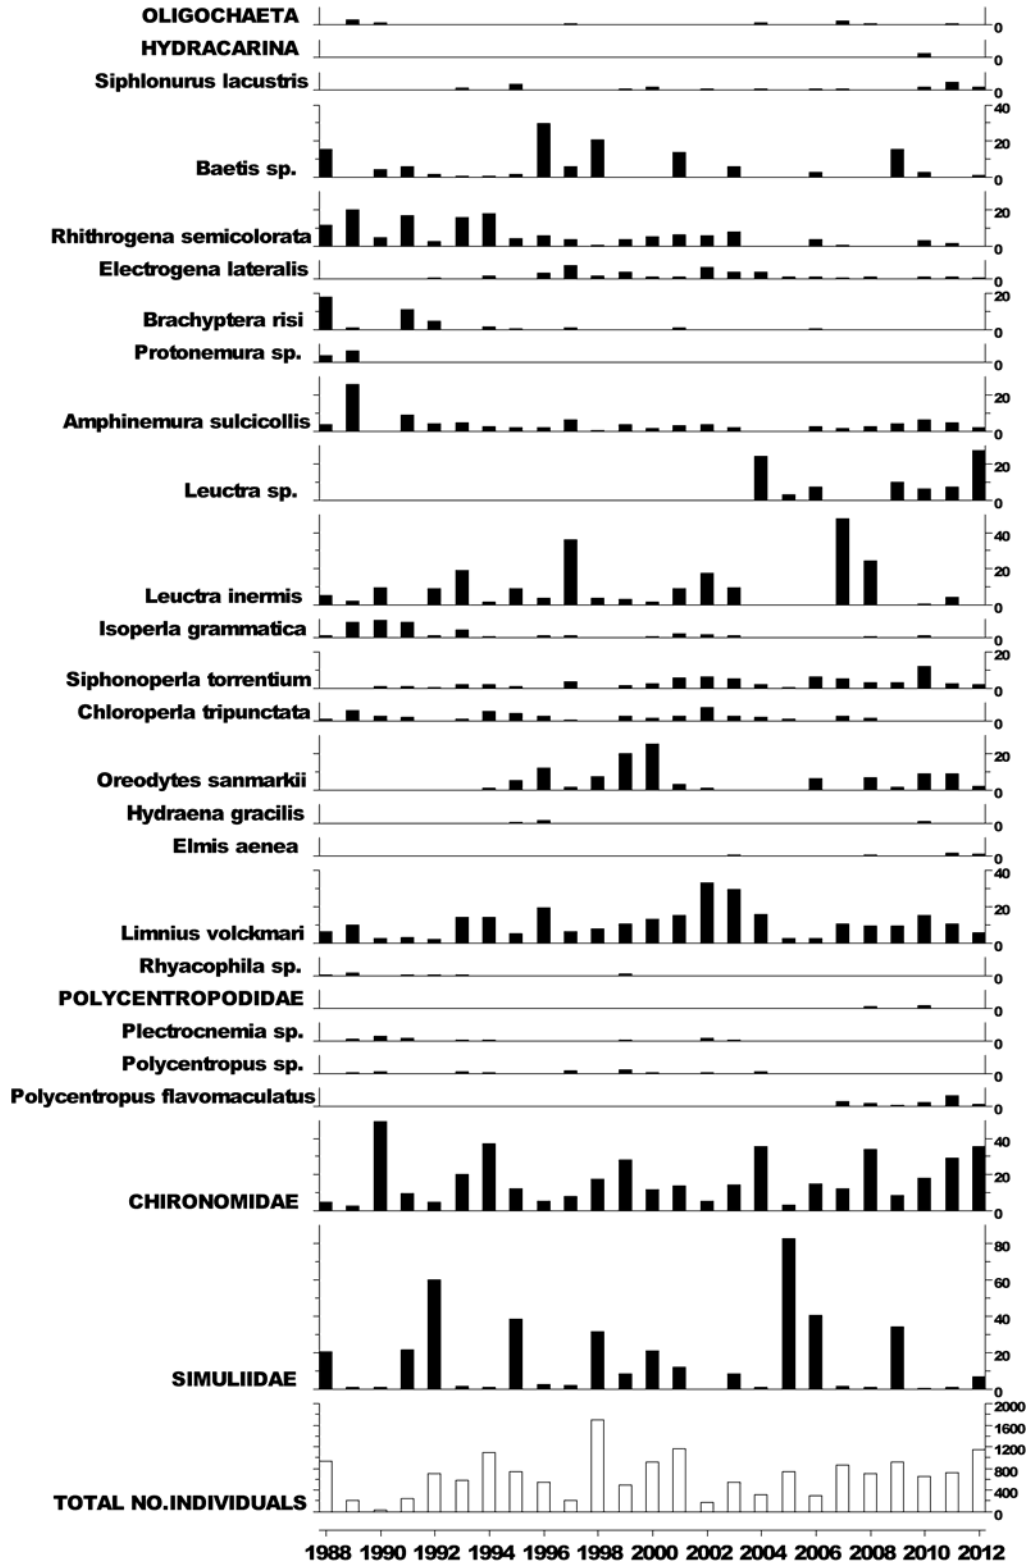 OLIGOCHAETA 0
HYDRACARINA 0
Siphlonurus lacustris 0
40
20
Baetis sp. 0
20
Rhithrogena semicolorata 0
Electrogena lateralis 0
20
Brachyptera risi 0
Protonemura sp. 0
20
Amphinemura sulcicollis 0
20
Leuctra sp. 0
40
20
Leuctra inermis 0
Isoperla grammatica 0
20
Siphonoperla torrentium 0
Chloroperla tripunctata 0
20
Oreodytes sanmarkii 0
Hydraena gracilis 0
Elmis aenea 0
40
20
Limnius volckmari 0
Rhyacophila sp. 0
POLYCENTROPODIDAE 0
Plectrocnemia sp. 0
Polycentropus sp. 0
Polycentropus flavomaculatus 0
40
20
CHIRONOMIDAE 0
80
60
40
20
SIMULIIDAE 0
2000
1600
1200
800
400
TOTAL NO.INDIVIDUALS 0
1988 1990 1992 1994 1996 1998 2000 2002 2004 2006 2008 2010 2012